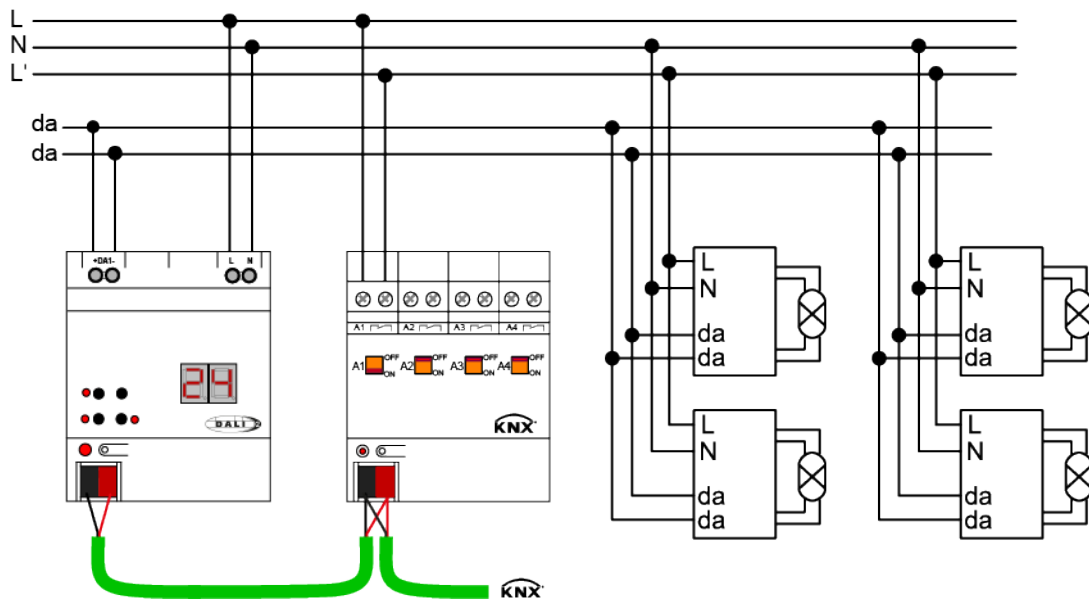 L
N
L'
da
da
+DA1-
L N
A1 A2 A3 A4
A1 OFF ON A2 OFF ON A3 OFF ON A4 OFF ON
24
DALI 2
KNX
L
N
da
da
L
N
da
da
L
N
da
da
L
N
da
da
KNX